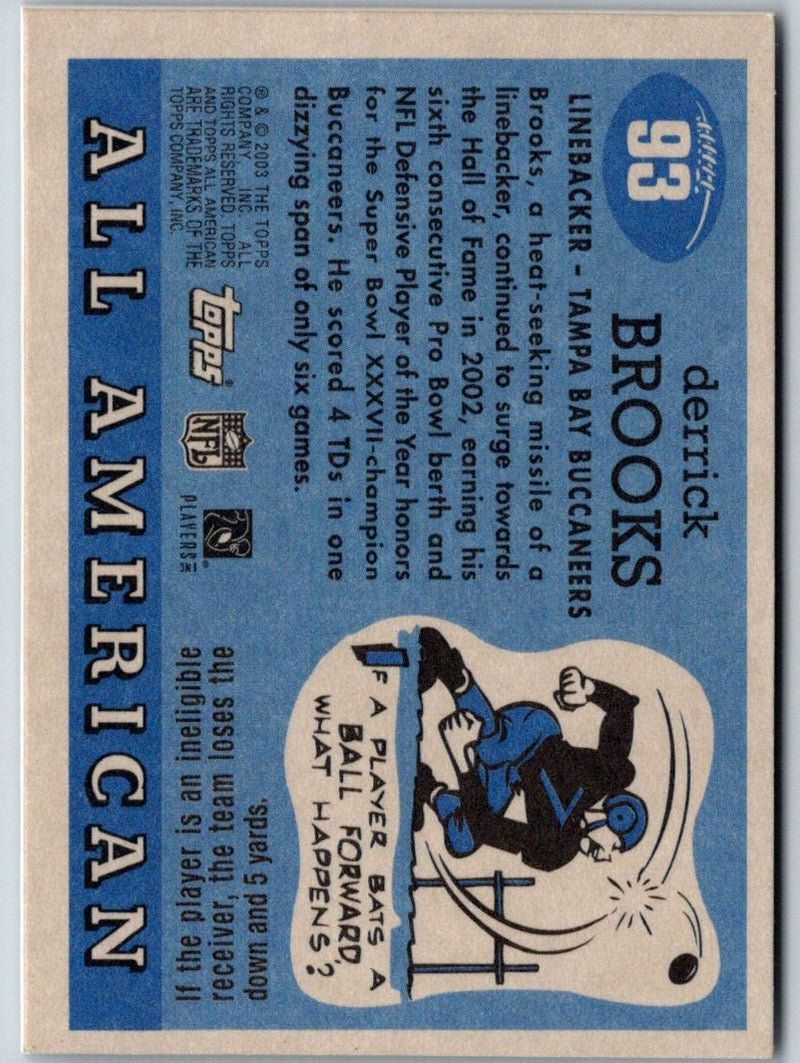 93
derrick
BROOKS
LINEBACKER – TAMPA BAY BUCCANEERS
Brooks, a heat-seeking missile of a
linebacker, continued to surge towards
the Hall of Fame in 2002, earning his
sixth consecutive Pro Bowl berth and
NFL Defensive Player of the Year honors
for the Super Bowl XXXVII-champion
Buccaneers. He scored 4 TDs in one
dizzying span of only six games.
® & © 2003 THE TOPPS
COMPANY, INC. ALL
RIGHTS RESERVED. TOPPS
AND TOPPS ALL AMERICAN
ARE TRADEMARKS OF THE
TOPPS COMPANY, INC.
topps®
NFL
PLAYERS INC
IF A PLAYER BATS A
BALL FORWARD,
WHAT HAPPENS?
If the player is an ineligible
receiver, the team loses the
down and 5 yards.
ALL AMERICAN